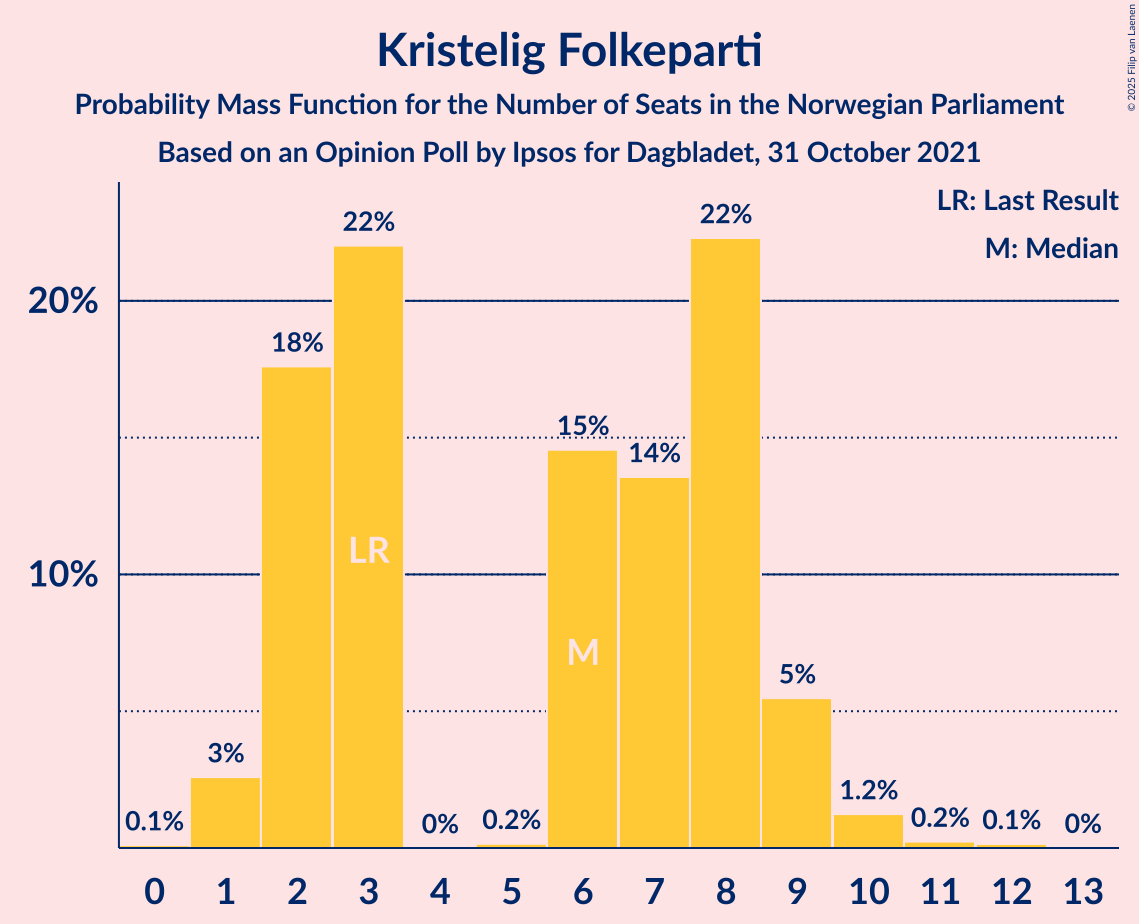 Kristelig Folkeparti
Probability Mass Function for the Number of Seats in the Norwegian Parliament
Based on an Opinion Poll by Ipsos for Dagbladet, 31 October 2021
© 2025 Filip van Laenen
LR: Last Result
M: Median
20%
10%
0.1%
3%
18%
22%
0%
0.2%
15%
14%
22%
5%
1.2%
0.2%
0.1%
0%
LR
M
0 1 2 3 4 5 6 7 8 9 10 11 12 13